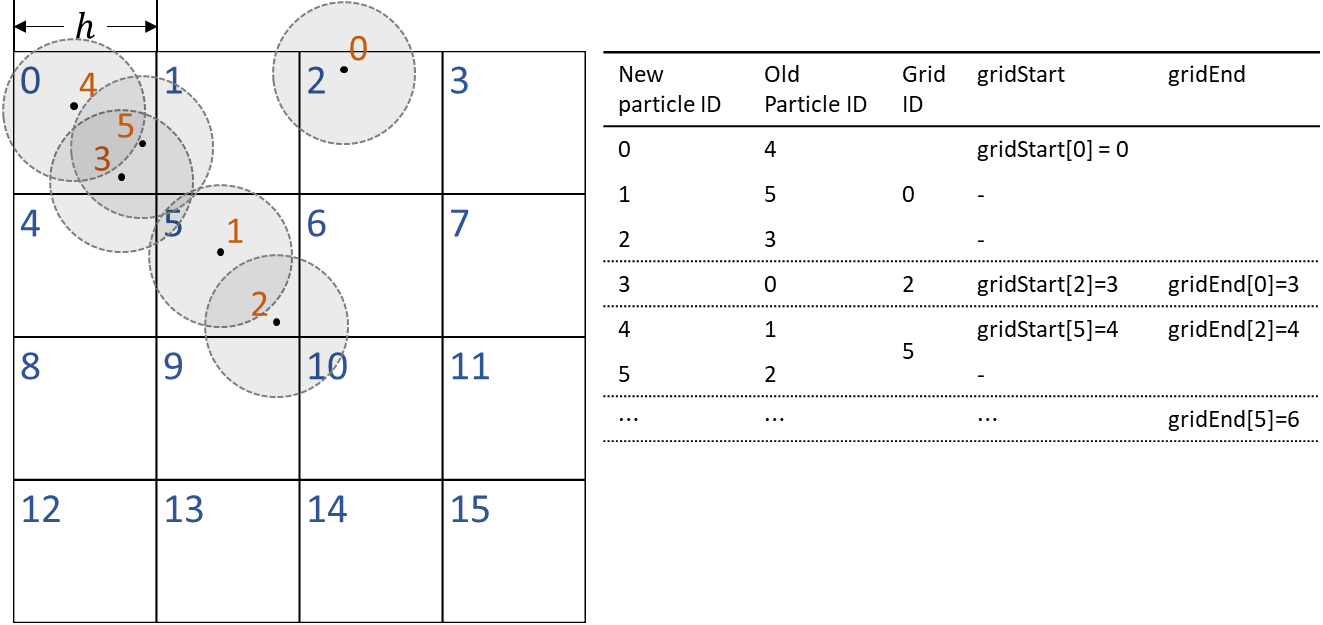 h
0
4
1
2
0
3
5
3
4
5
1
6
7
2
8
9
10
11
12
13
14
15
New Old Grid gridStart gridEnd
particle ID Particle ID ID
0 4 gridStart[0] = 0
1 5 0 -
2 3 -
3 0 2 gridStart[2]=3 gridEnd[0]=3
4 1 gridStart[5]=4 gridEnd[2]=4
5
5 2 -
... ... ... gridEnd[5]=6